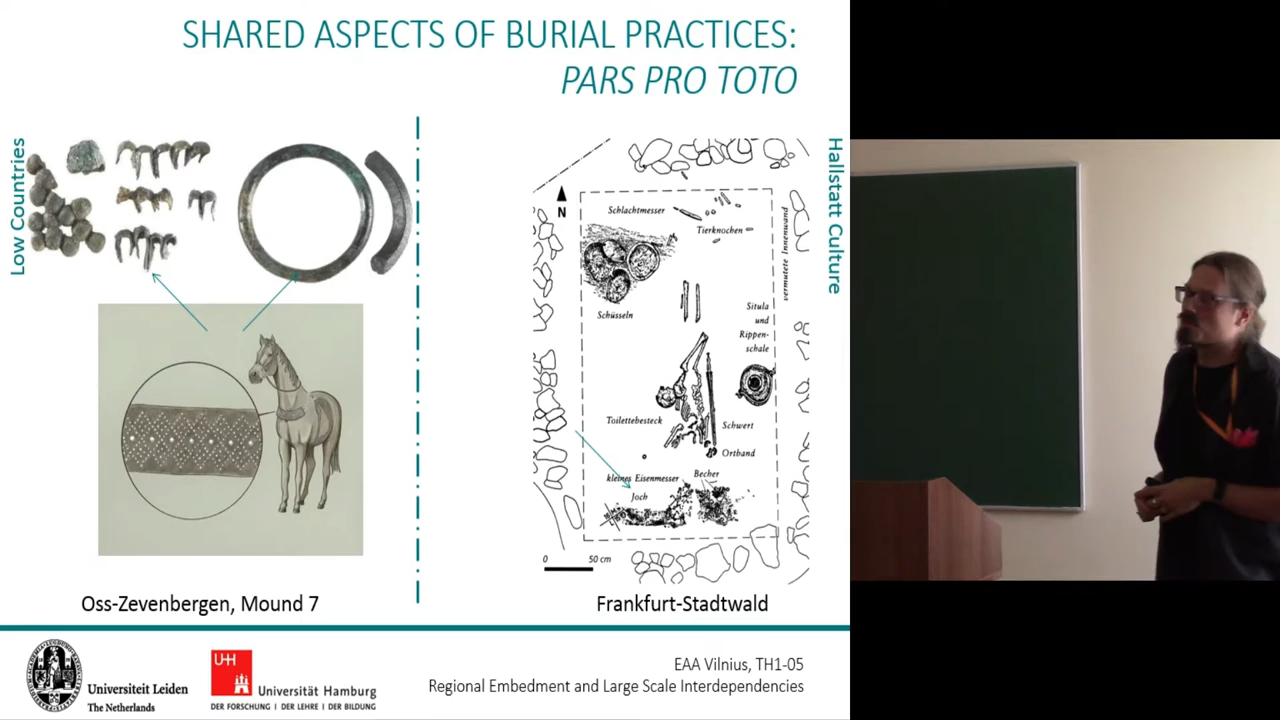 SHARED ASPECTS OF BURIAL PRACTICES:
PARS PRO TOTO
Low Countries
Hallstatt Culture
N
Schlachtmesser
Tierknochen
vermutete Innenwand
Schüsseln
Situla
und
Rippen-
schale
Toilettebesteck
Schwert
Ortband
kleines Eisenmesser
Becher
Joch
0
50 cm
Oss-Zevenbergen, Mound 7
Frankfurt-Stadtwald
Universiteit Leiden
The Netherlands
UH
Universität Hamburg
DER FORSCHUNG | DER LEHRE | DER BILDUNG
EAA Vilnius, TH1-05
Regional Embedment and Large Scale Interdependencies